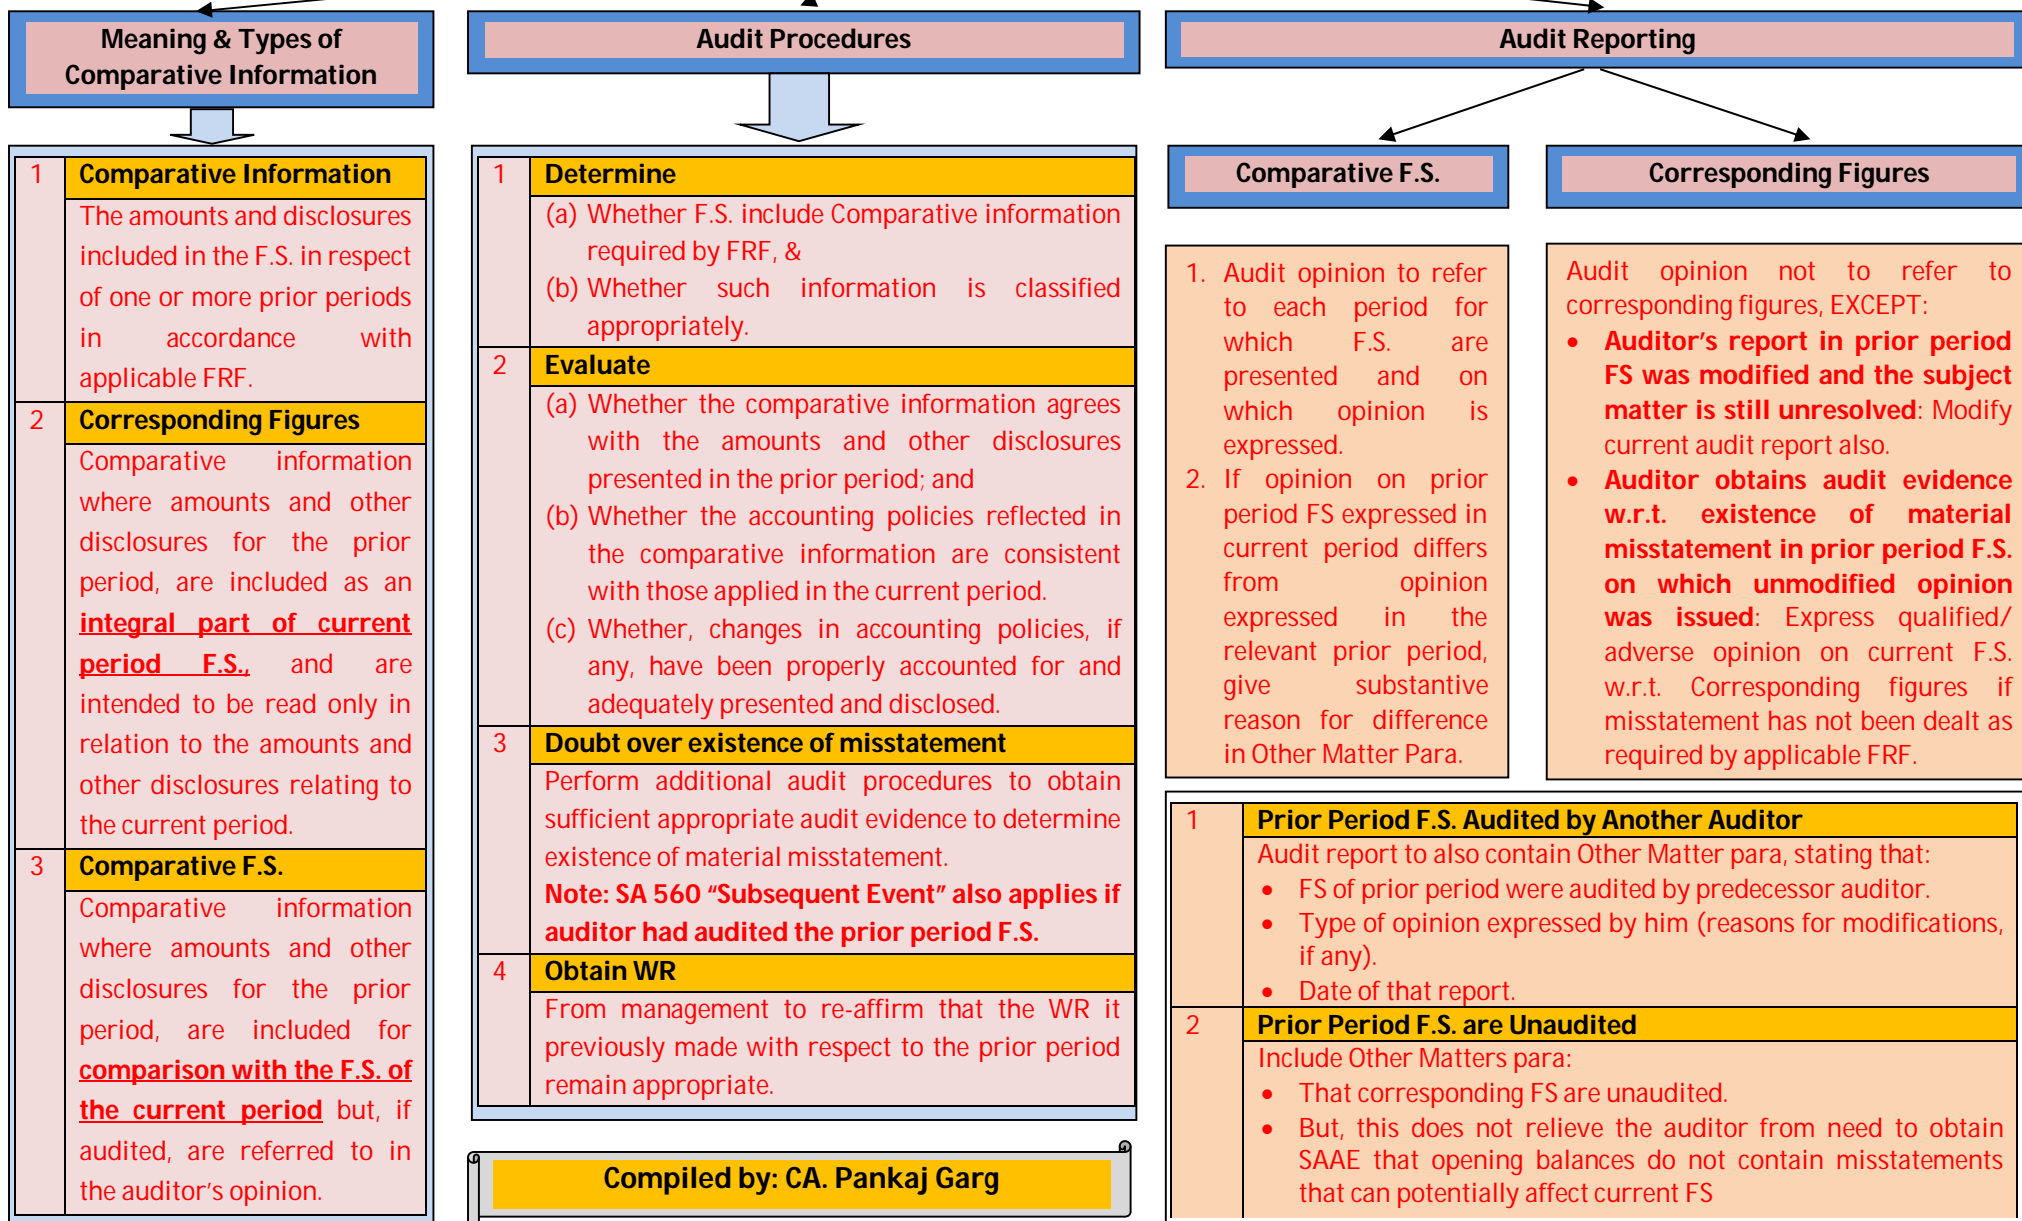 Meaning & Types of
Comparative Information
1 Comparative Information
The amounts and disclosures
included in the F.S. in respect
of one or more prior periods
in accordance with
applicable FRF.
2 Corresponding Figures
Comparative information
where amounts and other
disclosures for the prior
period, are included as an
integral part of current
period F.S., and are
intended to be read only in
relation to the amounts and
other disclosures relating to
the current period.
3 Comparative F.S.
Comparative information
where amounts and other
disclosures for the prior
period, are included for
comparison with the F.S. of
the current period but, if
audited, are referred to in
the auditor's opinion.
Audit Procedures
1 Determine
(a) Whether F.S. include Comparative information
required by FRF, &
(b) Whether such information is classified
appropriately.
2 Evaluate
(a) Whether the comparative information agrees
with the amounts and other disclosures
presented in the prior period; and
(b) Whether the accounting policies reflected in
the comparative information are consistent
with those applied in the current period.
(c) Whether, changes in accounting policies, if
any, have been properly accounted for and
adequately presented and disclosed.
3 Doubt over existence of misstatement
Perform additional audit procedures to obtain
sufficient appropriate audit evidence to determine
existence of material misstatement.
Note: SA 560 “Subsequent Event” also applies if
auditor had audited the prior period F.S.
4 Obtain WR
From management to re-affirm that the WR it
previously made with respect to the prior period
remain appropriate.
Compiled by: CA. Pankaj Garg
Audit Reporting
Comparative F.S.
1. Audit opinion to refer
to each period for
which F.S. are
presented and on
which opinion is
expressed.
2. If opinion on prior
period FS expressed in
current period differs
from opinion
expressed in the
relevant prior period,
give substantive
reason for difference
in Other Matter Para.
Corresponding Figures
Audit opinion not to refer to
corresponding figures, EXCEPT:
• Auditor's report in prior period
FS was modified and the subject
matter is still unresolved: Modify
current audit report also.
• Auditor obtains audit evidence
w.r.t. existence of material
misstatement in prior period F.S.
on which unmodified opinion
was issued: Express qualified/
adverse opinion on current F.S.
w.r.t. Corresponding figures if
misstatement has not been dealt as
required by applicable FRF.
1 Prior Period F.S. Audited by Another Auditor
Audit report to also contain Other Matter para, stating that:
• FS of prior period were audited by predecessor auditor.
• Type of opinion expressed by him (reasons for modifications,
if any).
• Date of that report.
2 Prior Period F.S. are Unaudited
Include Other Matters para:
• That corresponding FS are unaudited.
• But, this does not relieve the auditor from need to obtain
SAAE that opening balances do not contain misstatements
that can potentially affect current FS